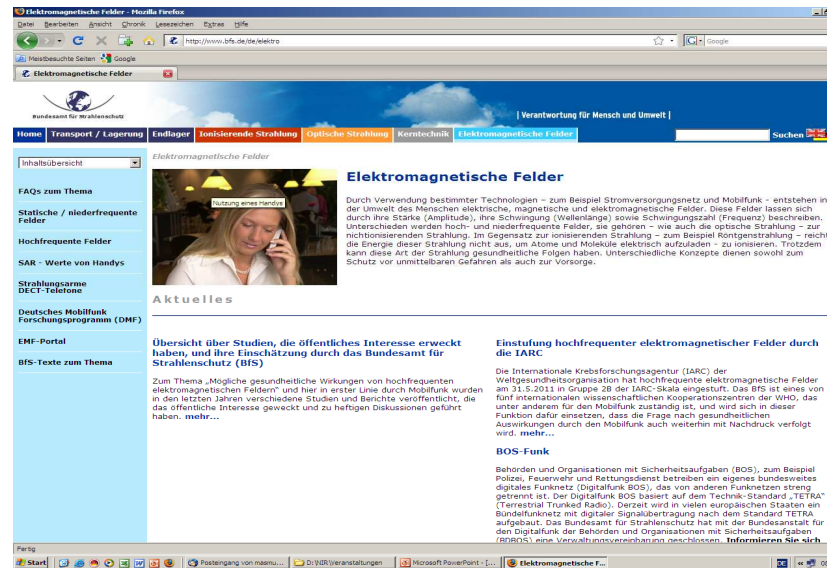 Elektromagnetische Felder - Mozilla Firefox
Datei Bearbeiten Ansicht Chronik Lesezeichen Extras Hilfe
http://www.bfs.de/de/elektro
Google
Meistbesuchte Seiten Google
Elektromagnetische Felder
Bundesamt für Strahlenschutz
| Verantwortung für Mensch und Umwelt |
Home Transport / Lagerung Endlager Ionisierende Strahlung Optische Strahlung Kerntechnik Elektromagnetische Felder
Suchen
Inhaltsübersicht
FAQs zum Thema
Statische / niederfrequente
Felder
Hochfrequente Felder
SAR - Werte von Handys
Strahlungsarme
DECT-Telefone
Deutsches Mobilfunk
Forschungsprogramm (DMF)
EMF-Portal
BfS-Texte zum Thema
Elektromagnetische Felder
Nutzung eines Handys
Elektromagnetische Felder
Durch Verwendung bestimmter Technologien – zum Beispiel Stromversorgungsnetz und Mobilfunk - entstehen in
der Umwelt des Menschen elektrische, magnetische und elektromagnetische Felder. Diese Felder lassen sich
durch ihre Stärke (Amplitude), ihre Schwingung (Wellenlänge) sowie Schwingungszahl (Frequenz) beschreiben.
Unterschieden werden hoch- und niederfrequente Felder, sie gehören – wie auch die optische Strahlung – zur
nichtionisierenden Strahlung. Im Gegensatz zur ionisierenden Strahlung – zum Beispiel Röntgenstrahlung – reicht
die Energie dieser Strahlung nicht aus, um Atome und Moleküle elektrisch aufzuladen - zu ionisieren. Trotzdem
kann diese Art der Strahlung gesundheitliche Folgen haben. Unterschiedliche Konzepte dienen sowohl zum
Schutz vor unmittelbaren Gefahren als auch zur Vorsorge.
Aktuelles
Übersicht über Studien, die öffentliches Interesse erweckt
haben, und ihre Einschätzung durch das Bundesamt für
Strahlenschutz (BfS)
Zum Thema „Mögliche gesundheitliche Wirkungen von hochfrequenten
elektromagnetischen Feldern“ und hier in erster Linie durch Mobilfunk wurden
in den letzten Jahren verschiedene Studien und Berichte veröffentlicht, die
das öffentliche Interesse geweckt und zu heftigen Diskussionen geführt
haben. mehr...
Einstufung hochfrequenter elektromagnetischer Felder durch
die IARC
Die Internationale Krebsforschungsagentur (IARC) der
Weltgesundheitsorganisation hat hochfrequente elektromagnetische Felder
am 31.5.2011 in Gruppe 2B der IARC-Skala eingestuft. Das BfS ist eines von
fünf internationalen wissenschaftlichen Kooperationszentren der WHO, das
unter anderem für den Mobilfunk zuständig ist, und wird sich in dieser
Funktion dafür einsetzen, dass die Frage nach gesundheitlichen
Auswirkungen durch den Mobilfunk auch weiterhin mit Nachdruck verfolgt
wird. mehr...
BOS-Funk
Behörden und Organisationen mit Sicherheitsaufgaben (BOS), zum Beispiel
Polizei, Feuerwehr und Rettungsdienst betreiben ein eigenes bundesweites
digitales Funknetz (Digitalfunk BOS), das von anderen Funknetzen streng
getrennt ist. Der Digitalfunk BOS basiert auf dem Technik-Standard „TETRA“
(Terrestrial Trunked Radio). Derzeit wird in vielen europäischen Staaten ein
Bündelfunknetz mit digitaler Signalübertragung nach dem Standard TETRA
aufgebaut. Das Bundesamt für Strahlenschutz hat mit der Bundesanstalt für
den Digitalfunk der Behörden und Organisationen mit Sicherheitsaufgaben
(BDBOS) eine Verwaltungsvereinbarung geschlossen. Informieren Sie sich
Fertig
Start Posteingang von masmu... D:\NIR\Veranstaltungen Microsoft PowerPoint - [... Elektromagnetische F... DE